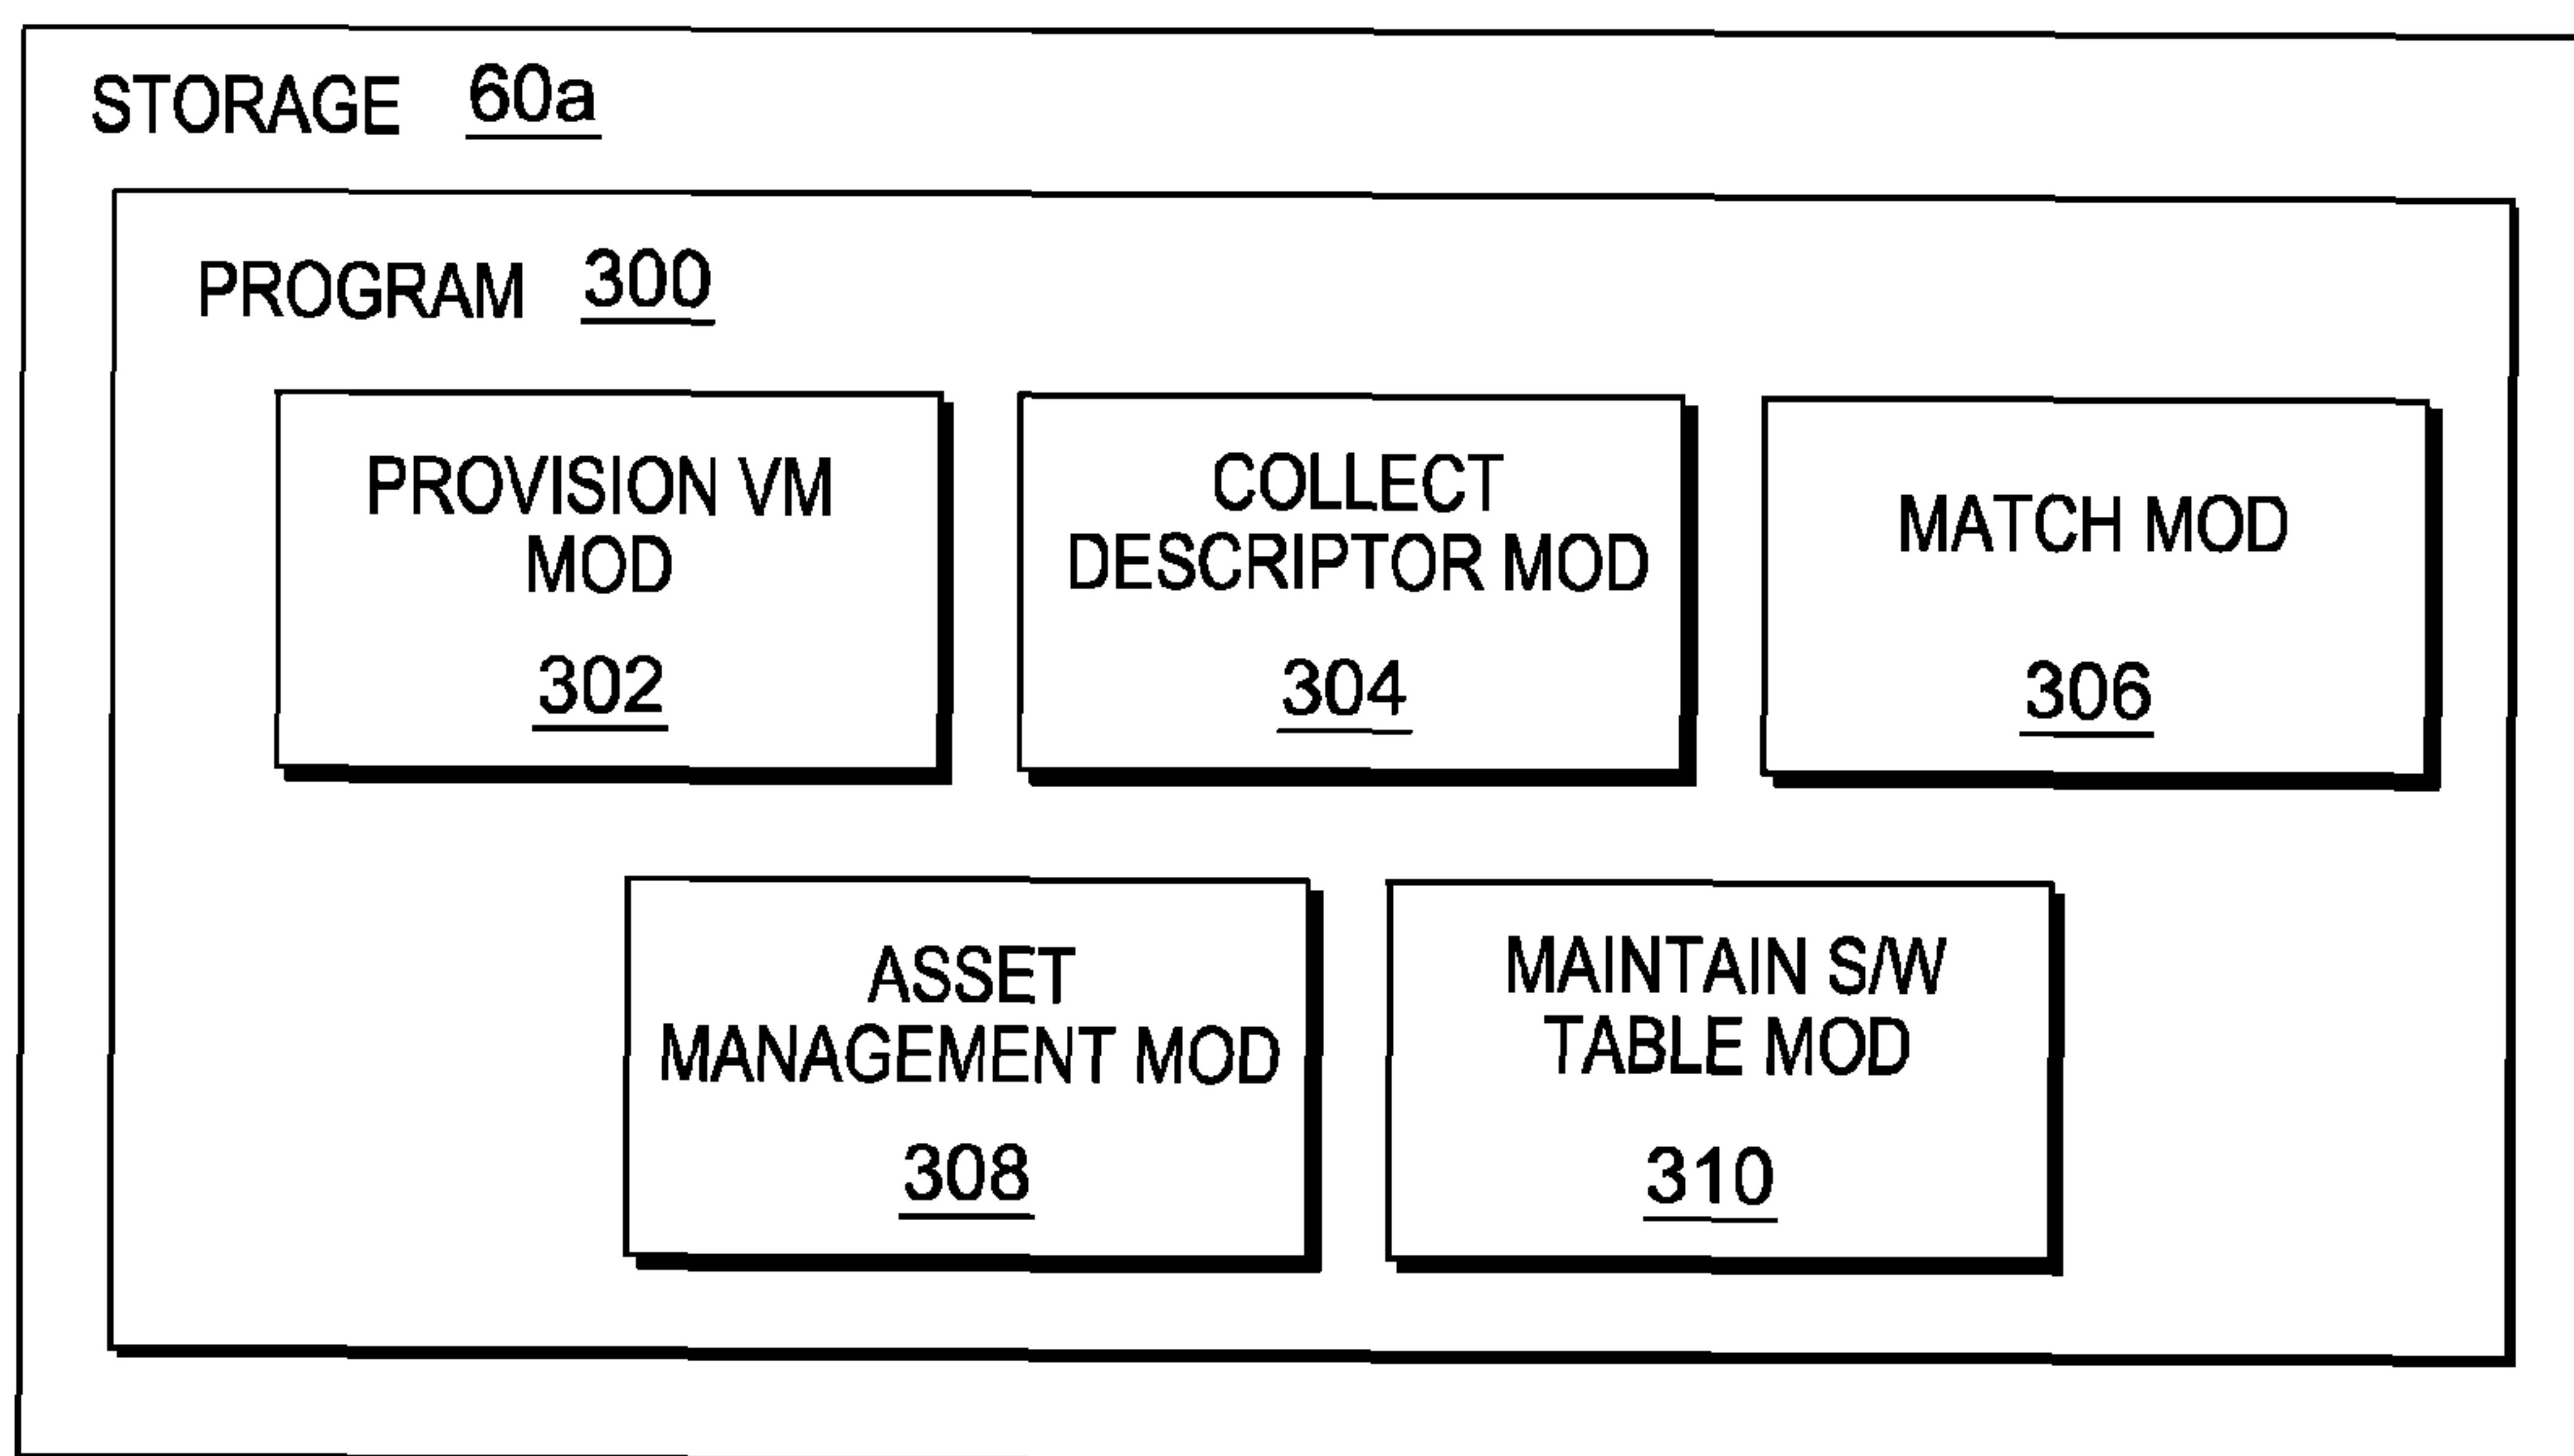 STORAGE 60a
PROGRAM 300
PROVISION VM
MOD
302
COLLECT
DESCRIPTOR MOD
304
MATCH MOD
306
ASSET
MANAGEMENT MOD
308
MAINTAIN S/W
TABLE MOD
310